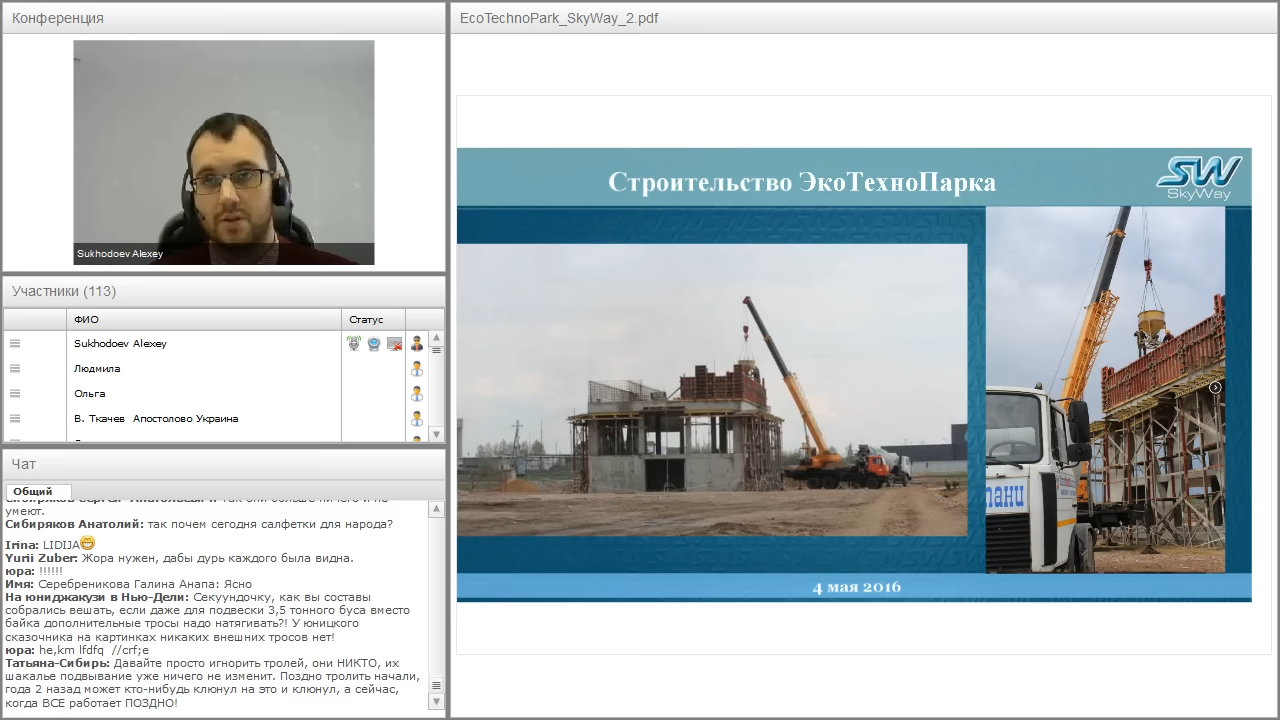 Конференция
Sukhodoev Alexey
Участники (113)
ФИО
Статус
Sukhodoev Alexey
Людмила
Ольга
В. Ткачев Апостолово Украина
Чат
Общий
умеют.
Сибиряков Анатолий: так почем сегодня салфетки для народа?
Irina: LIDIJA
Yurii Zuber: Жора нужен, дабы дурь каждого была видна.
юра: !!!!!!
Имя: Серебреникова Галина Анапа: Ясно
На юниджакузи в Нью-Дели: Секуундочку, как вы составы
собрались вешать, если даже для подвески 3,5 тонного буса вместо
байка дополнительные тросы надо натягивать?! У юницкого
сказочника на картинках никаких внешних тросов нет!
юра: he,km lfdfq //crf;e
Татьяна-Сибирь: Давайте просто игнорить тролей, они НИКТО, их
шакалье подвывание уже ничего не изменит. Поздно тролить начали,
года 2 назад может кто-нибудь клюнул на это и клюнул, а сейчас,
когда ВСЕ работает ПОЗДНО!
EcoTechnoPark_SkyWay_2.pdf
Строительство ЭкоТехноПарка
SW
SkyWay
пани
4 мая 2016